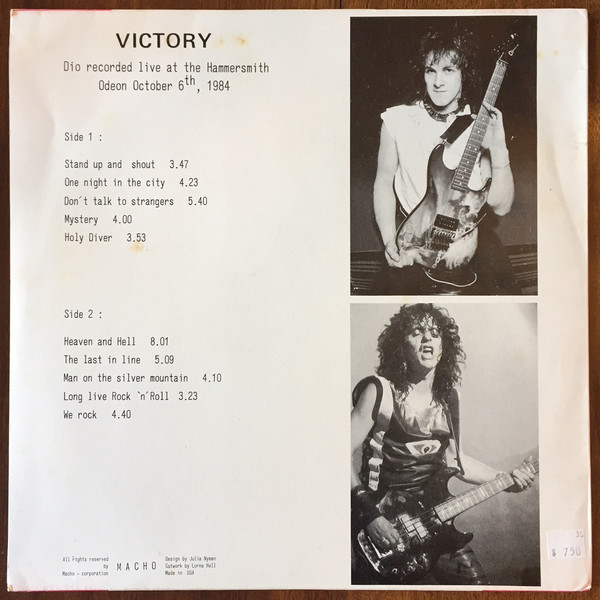 VICTORY
Dio recorded live at the Hammersmith
Odeon October 6th, 1984
Side 1 :
Stand up and shout 3.47
One night in the city 4.23
Don't talk to strangers 5.40
Mystery 4.00
Holy Diver 3.53
Side 2 :
Heaven and Hell 8.01
The last in line 5.09
Man on the silver mountain 4.10
Long live Rock `n´Roll 3.23
We rock 4.40
All Fights reserved
by
Macho - corporation
MACHO
Design by Julia Nyman
Cutwork by Lorna Hall
Made in USA
$ 750